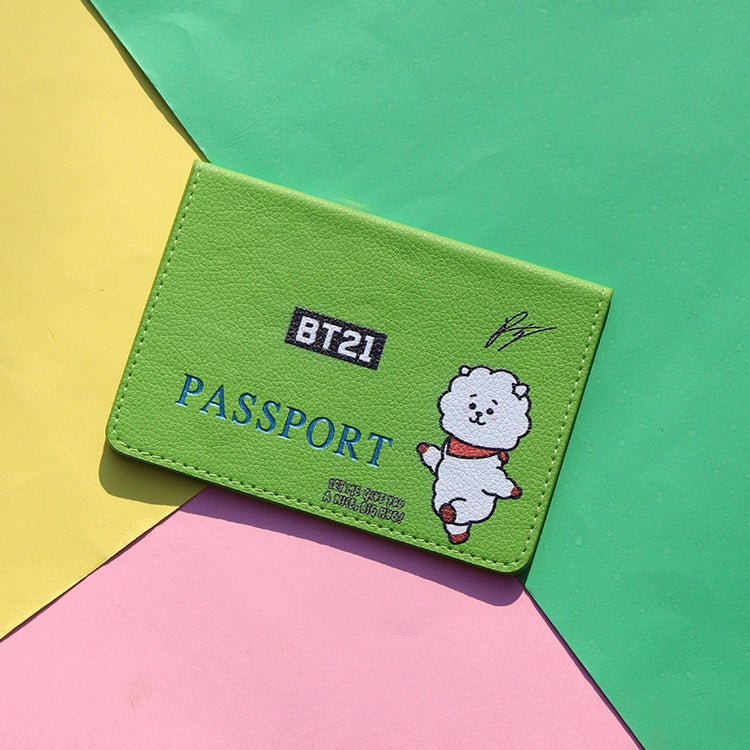 BT21
PASSPORT
LET ME GIVE YOU
A NICE, BIG HUG!